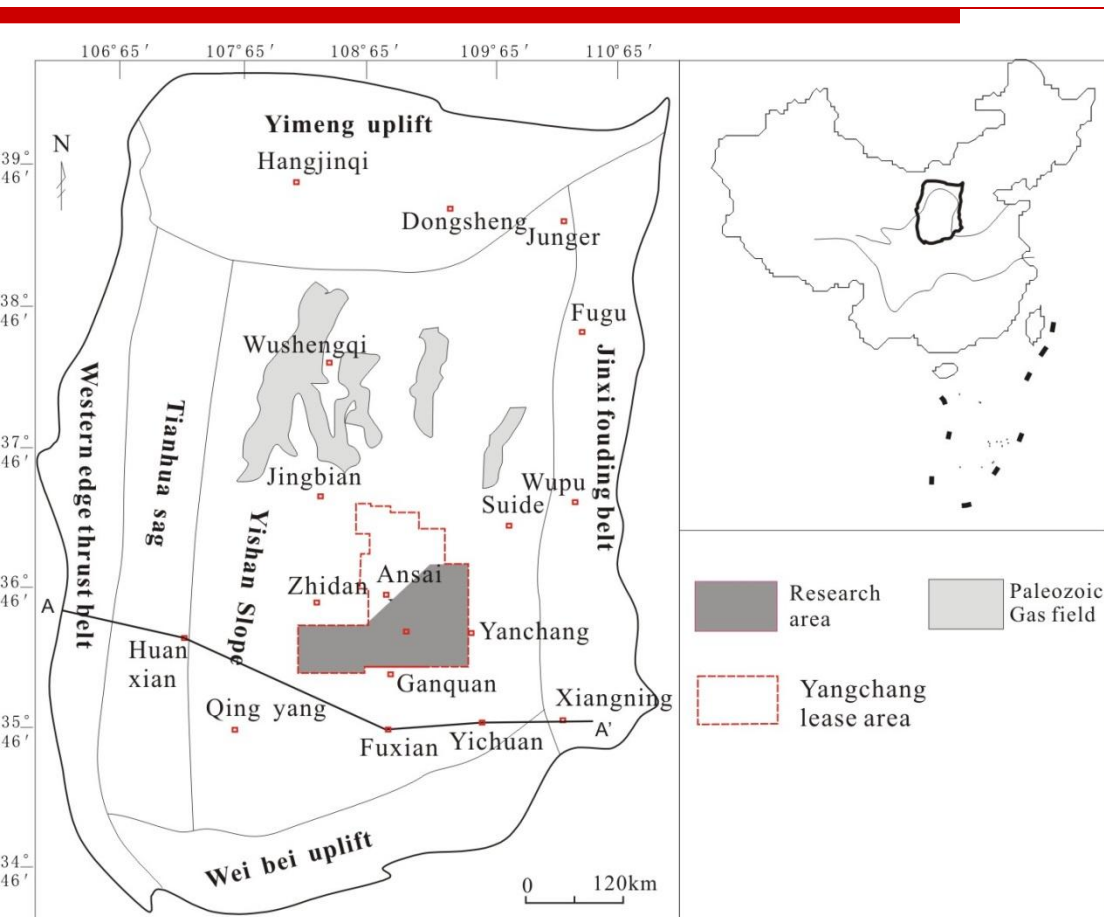 106°65′ 107°65′ 108°65′ 109°65′ 110°65′
N
39°
46′
38°
46′
37°
46′
36°
46′
35°
46′
34°
46′
Yimeng uplift
Hangjinqi
Dongsheng
Junger
Fugu
Wushengqi
Western edge thrust belt
Tianhua sag
Yishan Slope
Jinxi fouding belt
Jingbian
Wupu
Suide
Zhidan
Ansai
A
Yanchang
Huan
xian
Ganquan
Qing yang
Xiangning
Fuxian
Yichuan
A'
Wei bei uplift
0 120km
Research
area
Paleozoic
Gas field
Yangchang
lease area